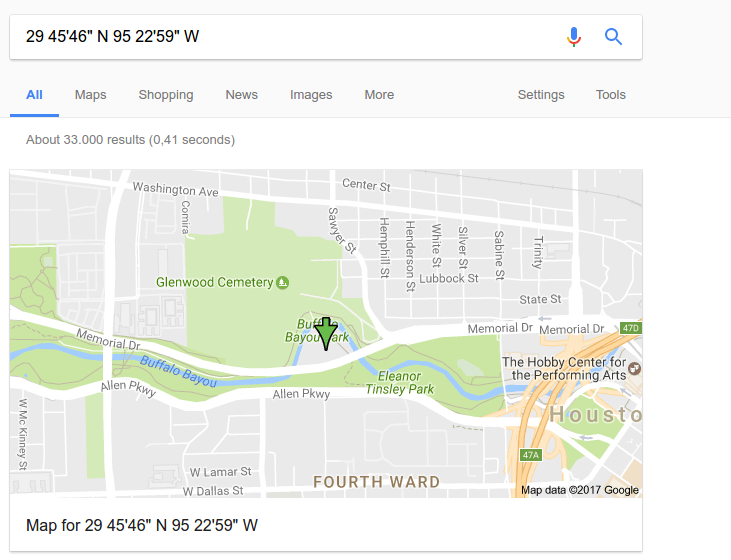 29 45'46" N 95 22'59" W
All Maps Shopping News Images More Settings Tools
About 33.000 results (0,41 seconds)
Washington Ave
Center St
Comira
Sawyer St
Hemphill St
Henderson St
White St
Silver St
Sabine St
Trinity
Lubbock St
Glenwood Cemetery
State St
Memorial Dr
Memorial Dr
Memorial Dr
47D
Buffalo Bayou
Allen Pkwy
Allen Pkwy
Eleanor
Tinsley Park
The Hobby Center for
the Performing Arts
Housto
W Mc Kinney St
47A
W Lamar St
W Dallas St
FOURTH WARD
Map data ©2017 Google
Map for 29 45'46" N 95 22'59" W